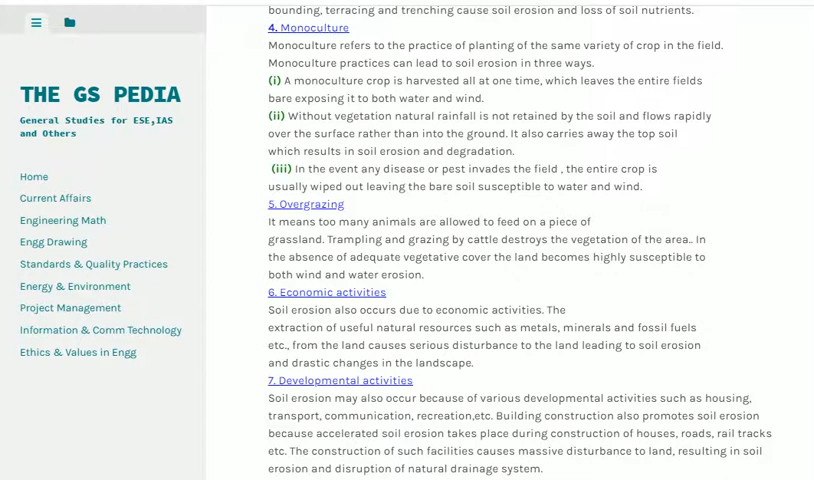 bounding, terracing and trenching cause soil erosion and loss of soil nutrients.
4. Monoculture
Monoculture refers to the practice of planting of the same variety of crop in the field.
Monoculture practices can lead to soil erosion in three ways.
(i) A monoculture crop is harvested all at one time, which leaves the entire fields
bare exposing it to both water and wind.
(ii) Without vegetation natural rainfall is not retained by the soil and flows rapidly
over the surface rather than into the ground. It also carries away the top soil
which results in soil erosion and degradation.
(iii) In the event any disease or pest invades the field , the entire crop is
usually wiped out leaving the bare soil susceptible to water and wind.
5. Overgrazing
It means too many animals are allowed to feed on a piece of
grassland. Trampling and grazing by cattle destroys the vegetation of the area.. In
the absence of adequate vegetative cover the land becomes highly susceptible to
both wind and water erosion.
6. Economic activities
Soil erosion also occurs due to economic activities. The
extraction of useful natural resources such as metals, minerals and fossil fuels
etc., from the land causes serious disturbance to the land leading to soil erosion
and drastic changes in the landscape.
7. Developmental activities
Soil erosion may also occur because of various developmental activities such as housing,
transport, communication, recreation,etc. Building construction also promotes soil erosion
because accelerated soil erosion takes place during construction of houses, roads, rail tracks
etc. The construction of such facilities causes massive disturbance to land, resulting in soil
erosion and disruption of natural drainage system.
THE GS PEDIA
General Studies for ESE,IAS
and Others
Home
Current Affairs
Engineering Math
Engg Drawing
Standards & Quality Practices
Energy & Environment
Project Management
Information & Comm Technology
Ethics & Values in Engg